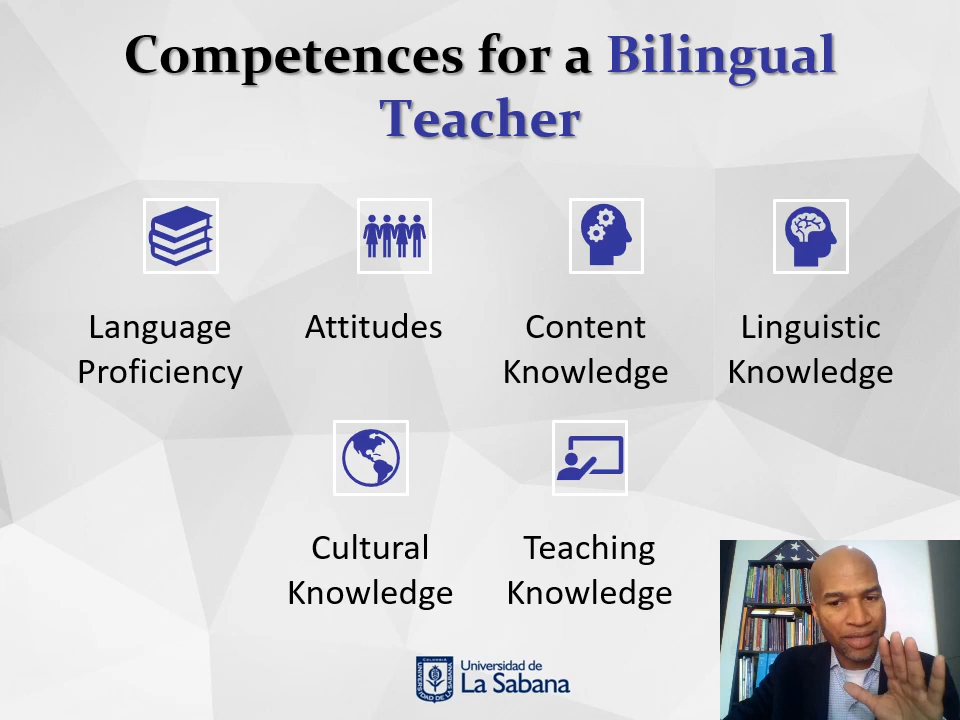 Competences for a Bilingual
Teacher
Language
Proficiency
Attitudes
Content
Knowledge
Linguistic
Knowledge
Cultural
Knowledge
Teaching
Knowledge
Universidad de
La Sabana